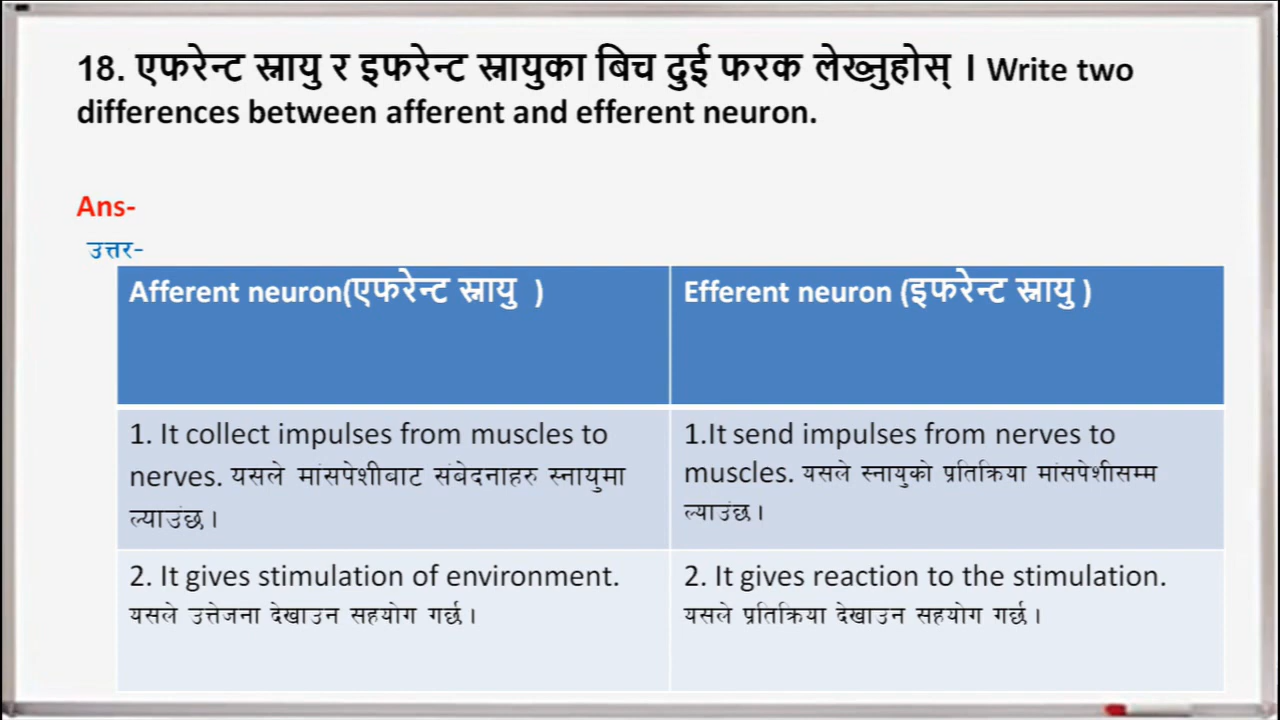 18. एफरेन्ट स्नायु र इफरेन्ट स्नायुका बिच दुई फरक लेख्नुहोस् । Write two
differences between afferent and efferent neuron.
Ans-
उत्तर-
Afferent neuron(एफरेन्ट स्नायु )
Efferent neuron (इफरेन्ट स्नायु )
1. It collect impulses from muscles to
nerves. यसले मांसपेशीबाट संबेदनाहरु स्नायुमा
ल्याउंछ।
1.It send impulses from nerves to
muscles. यसले स्नायुको प्रतिक्रिया मांसपेशीसम्म
ल्याउंछ।
2. It gives stimulation of environment.
यसले उत्तेजना देखाउन सहयोग गर्छ।
2. It gives reaction to the stimulation.
यसले प्रतिक्रिया देखाउन सहयोग गर्छ।